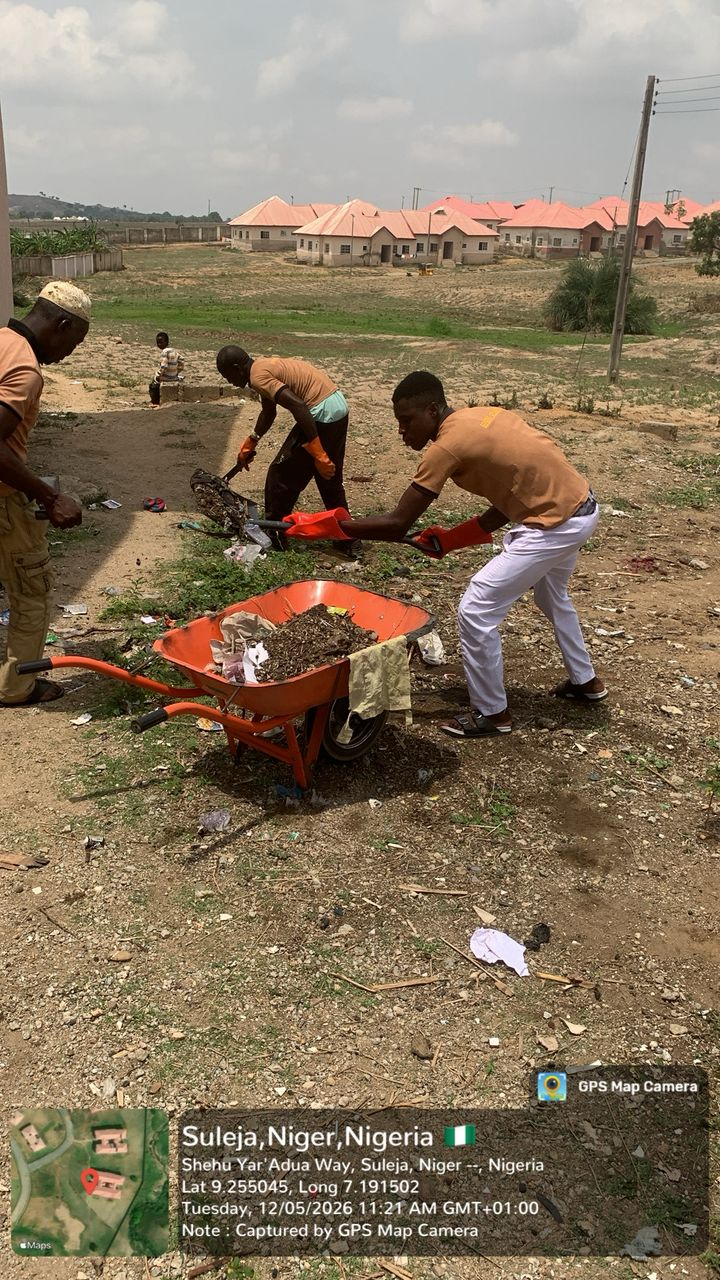 GPS Map Camera
Suleja,Niger,Nigeria 🇳🇬
Shehu Yar'Adua Way, Suleja, Niger --, Nigeria
Lat 9.255045, Long 7.191502
Tuesday, 12/05/2026 11:21 AM GMT+01:00
Note : Captured by GPS Map Camera
Maps